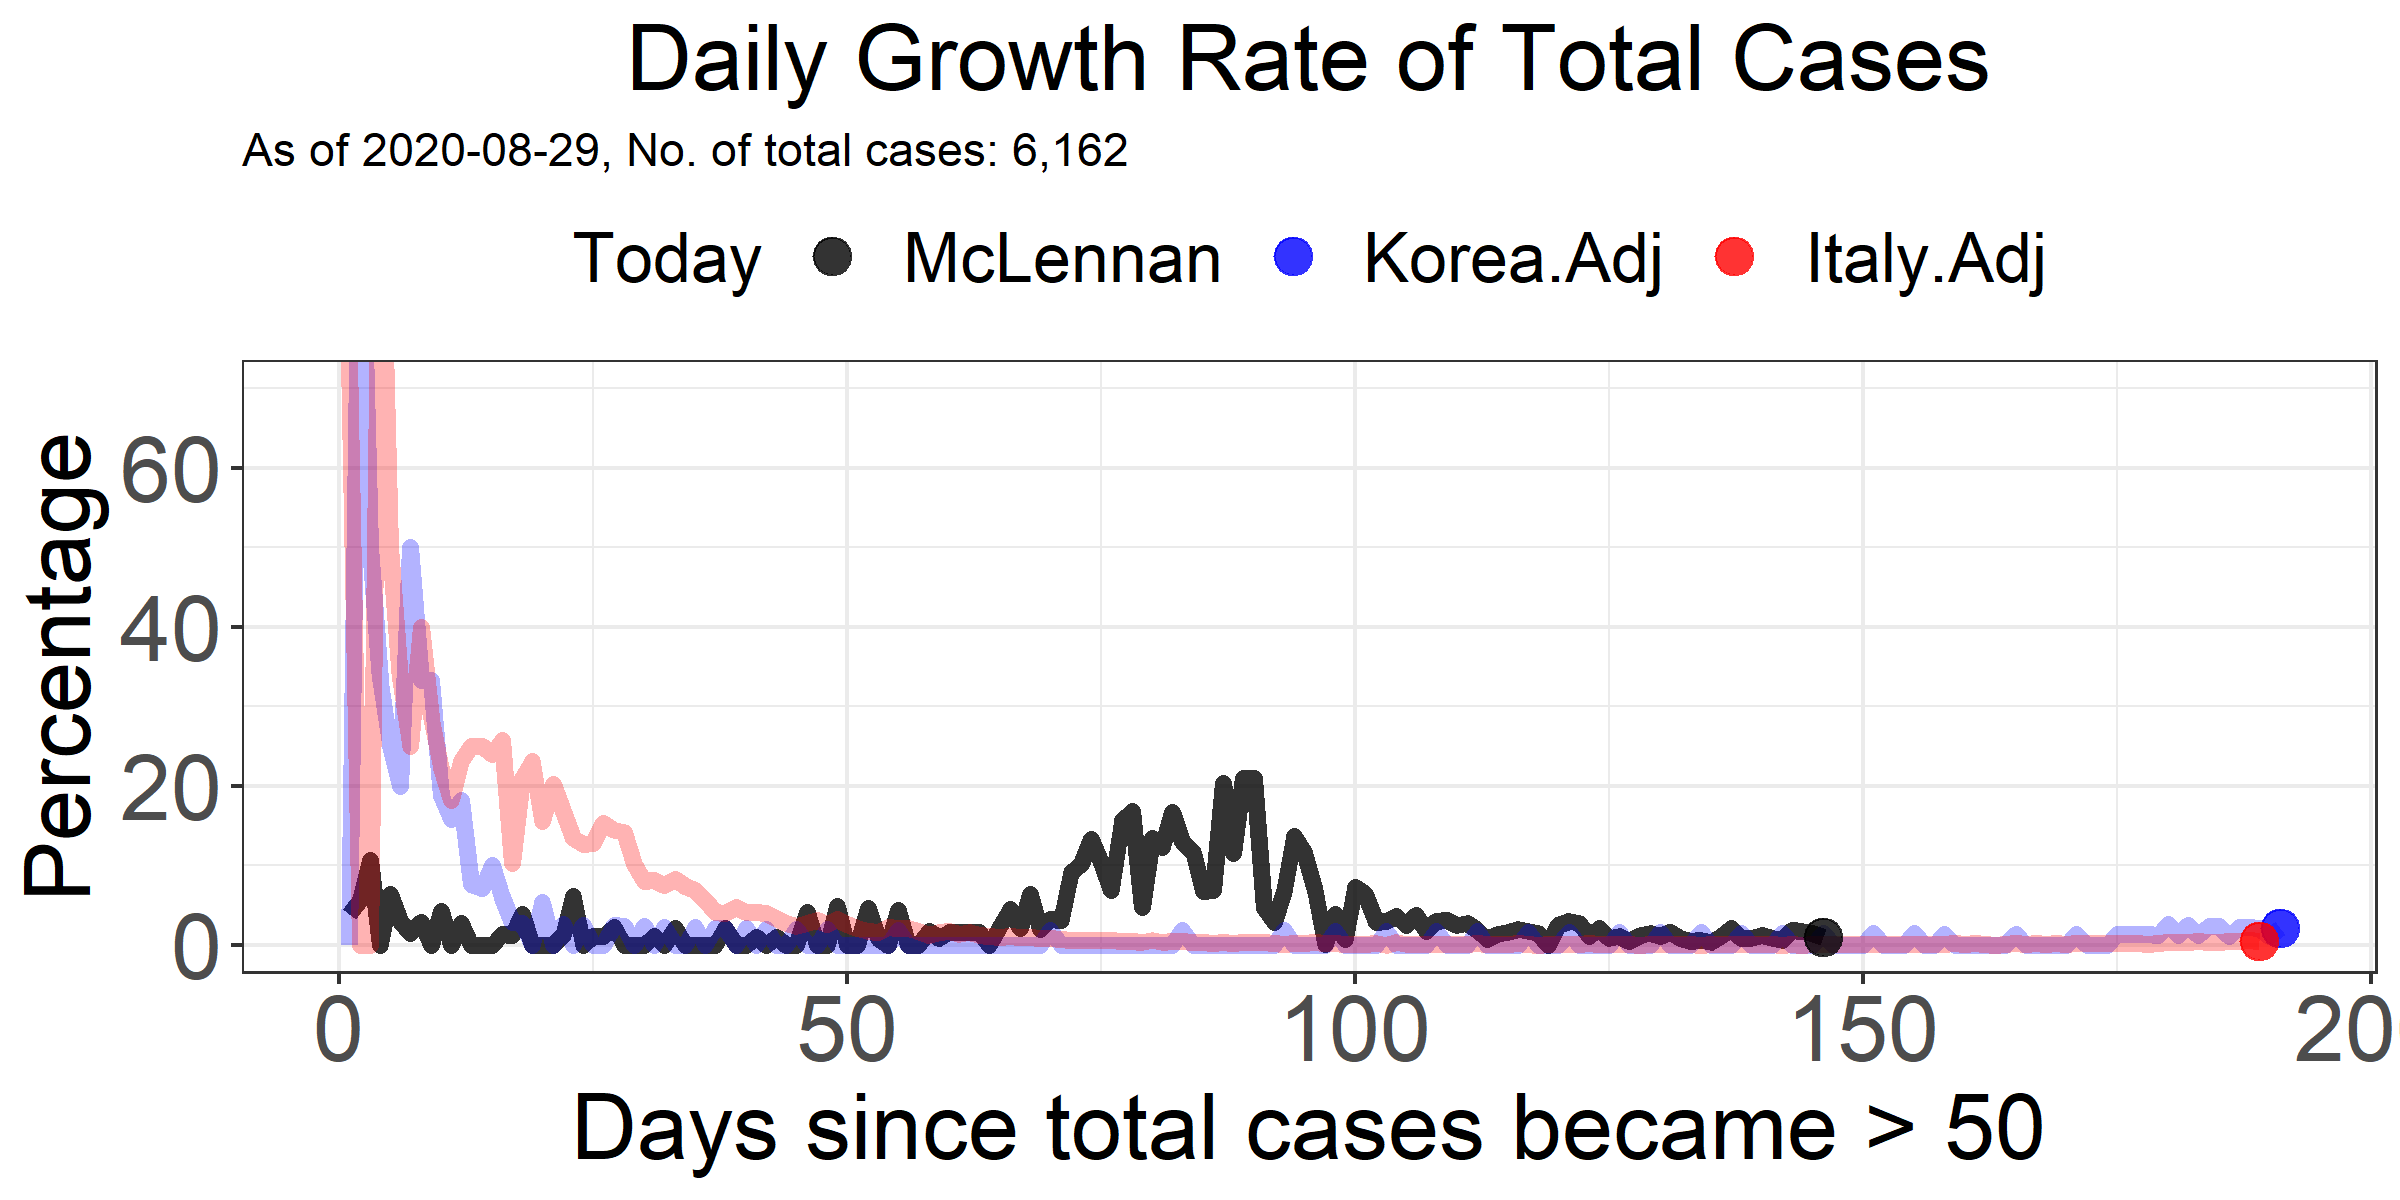 Daily Growth Rate of Total Cases
As of 2020-08-29, No. of total cases: 6,162
Today McLennan Korea.Adj Italy.Adj
Percentage
60
40
20
0
0 50 100 150 20
Days since total cases became > 50